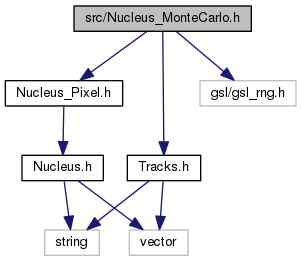 src/Nucleus_MonteCarlo.h
Nucleus_Pixel.h
gsl/gsl_rng.h
Nucleus.h
Tracks.h
string
vector